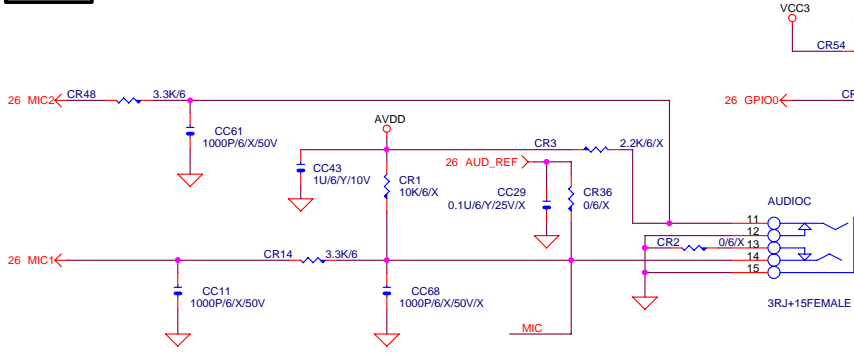 VCC3
CR54
26 MIC2 CR48 3.3K/6
26 GPIO0 CR
CC61
1000P/6/X/50V
AVDD
CR3 2.2K/6/X
26 AUD_REF
CC43
1U/6/Y/10V
CR1
10K/6/X
CC29
0.1U/6/Y/25V/X
CR36
0/6/X
AUDIOC
11
12
CR2 0/6/X 13
26 MIC1 CR14 3.3K/6 14
15
CC11
1000P/6/X/50V
CC68
1000P/6/X/50V/X
3RJ+15FEMALE
MIC